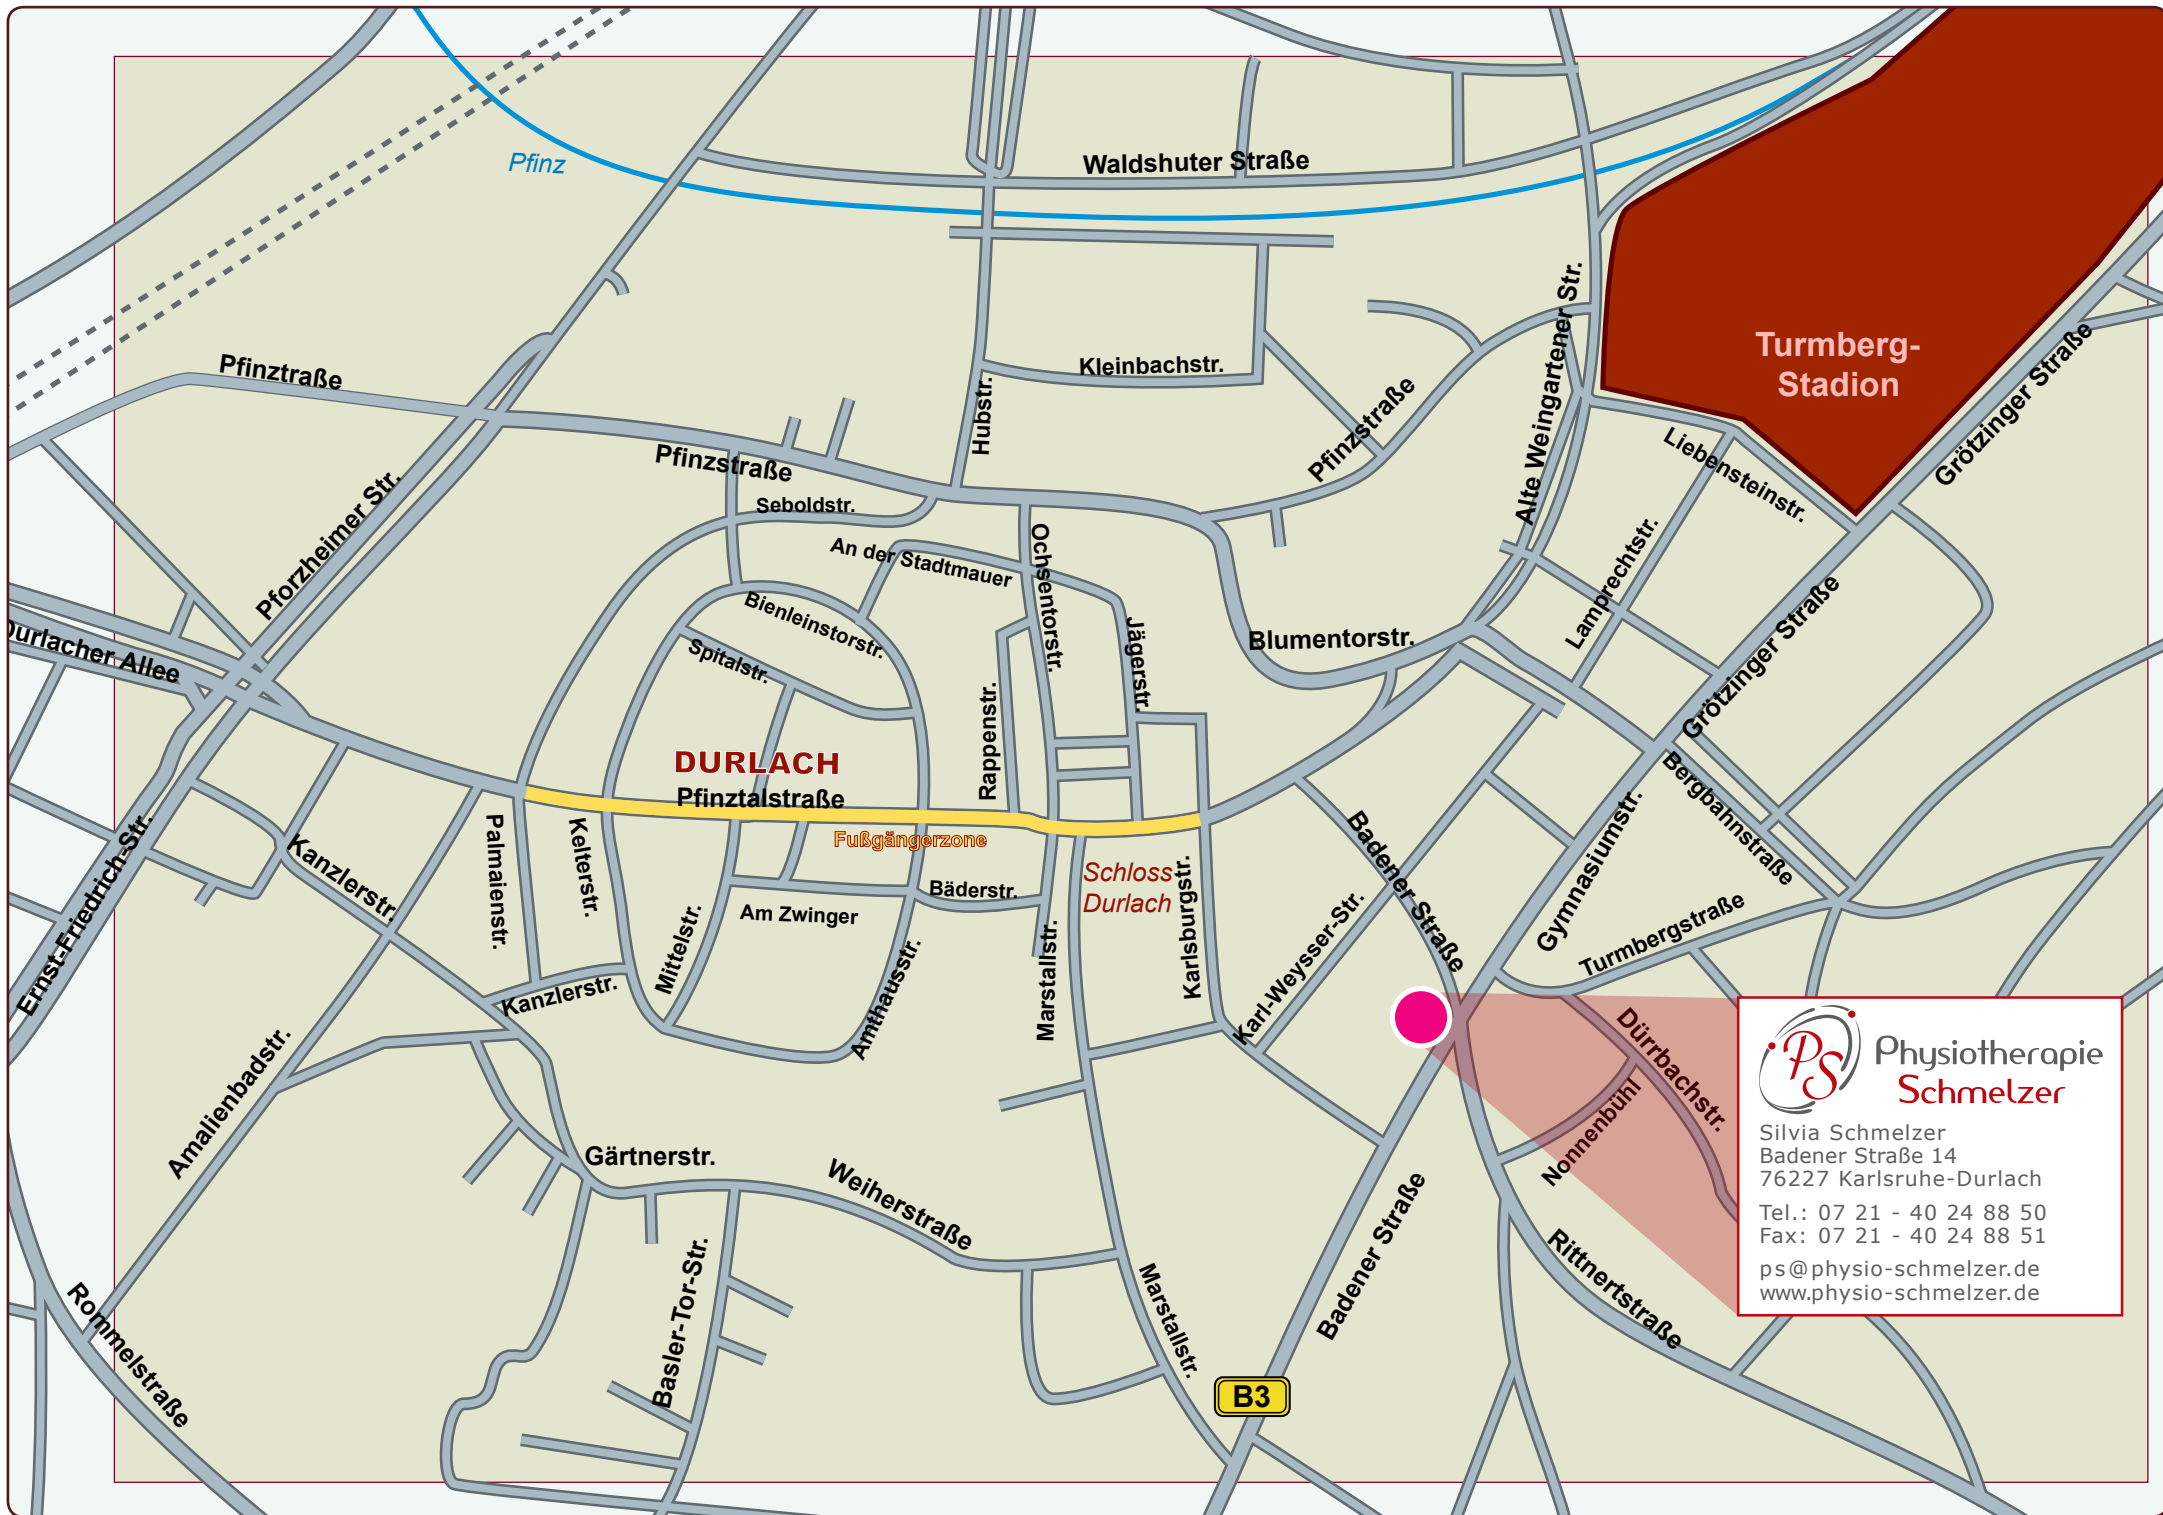 Pfinz
Waldshuter Straße
Turmberg-
Stadion
Alte Weingartener Str.
Grötzinger Straße
Pfinztraße
Kleinbachstr.
Hubstr.
Pfinzstraße
Pfinzstraße
Liebensteinstr.
Pforzheimer Str.
Seboldstr.
An der Stadtmauer
Ochsentorstr.
Lamprechtstr.
Bienleinstorstr.
Spitalstr.
Jägerstr.
Blumentorstr.
Grötzinger Straße
Durlacher Allee
Rappenstr.
DURLACH
Pfinztalstraße
Fußgängerzone
Bergbahnstraße
Palmaienstr.
Kelterstr.
Kanzlerstr.
Ernst-Friedrich-Str.
Schloss
Durlach
Karlsburgstr.
Badener Straße
Gymnasiumstr.
Bäderstr.
Am Zwinger
Mittelstr.
Amthausstr.
Marstallstr.
Karl-Weysser-Str.
Turmbergstraße
Kanzlerstr.
Amalienbadstr.
Dürrbachstr.
Nonnenbühl
Gärtnerstr.
Weiherstraße
Badener Straße
Rittnertstraße
Basler-Tor-Str.
Marstallstr.
Rommelstraße
B3
PS
Physiotherapie
Schmelzer
Silvia Schmelzer
Badener Straße 14
76227 Karlsruhe-Durlach
Tel.: 07 21 - 40 24 88 50
Fax: 07 21 - 40 24 88 51
ps@physio-schmelzer.de
www.physio-schmelzer.de